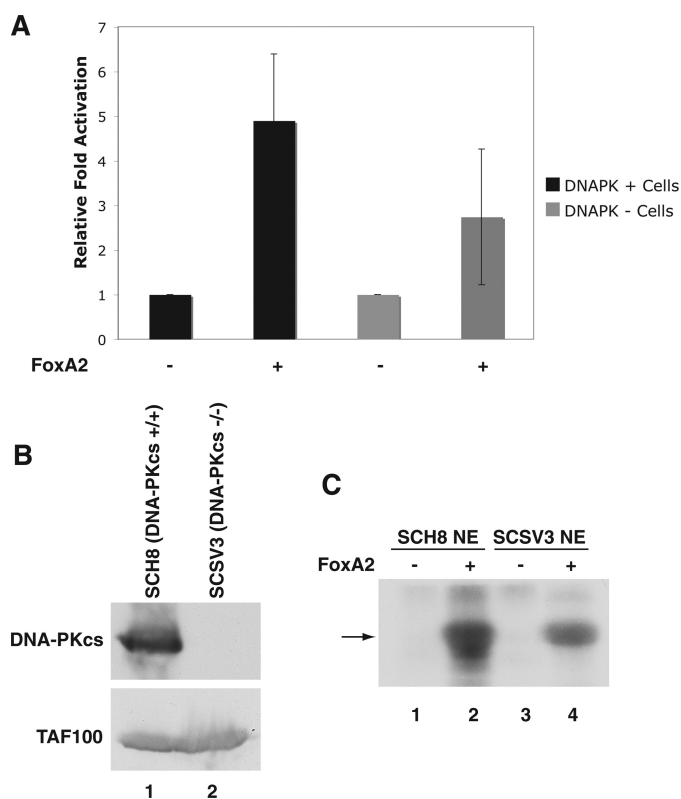 A
7
6
5
4
3
2
1
0
Relative Fold Activation
DNAPK + Cells
DNAPK - Cells
FoxA2 - + - +
B
SCH8 (DNA-PKcs +/+)
SCSV3 (DNA-PKcs -/-)
DNA-PKcs
TAF100
1 2
C
SCH8 NE SCSV3 NE
FoxA2 - + - +
1 2 3 4